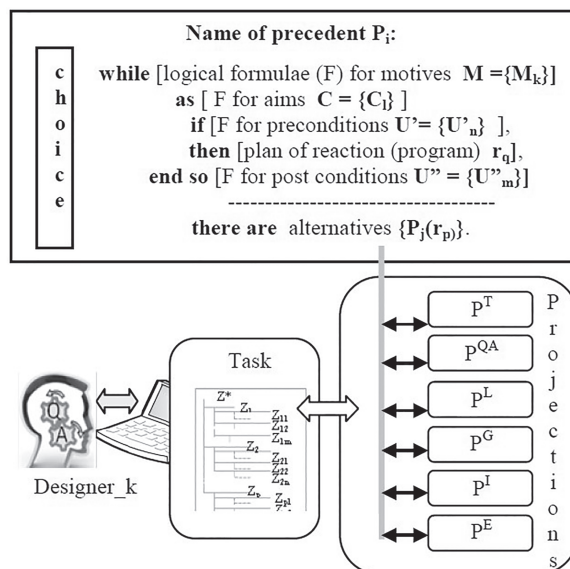 Name of precedent Pi:
choice
while [logical formulae (F) for motives M ={Mk}]
as [ F for aims C = {Cl} ]
if [F for preconditions U'= {U'n} ],
then [plan of reaction (program) rq],
end so [F for post conditions U" = {U"m}]
------------------------------------
there are alternatives {Pj(rp)}.
Projections
PT
PQA
PL
PG
PI
PE
Task
Z*
Z1
Z11
Z12
Z1m
Z2
Z21
Z22
Z2n
Zp
Zp1
Q
A
Designer_k